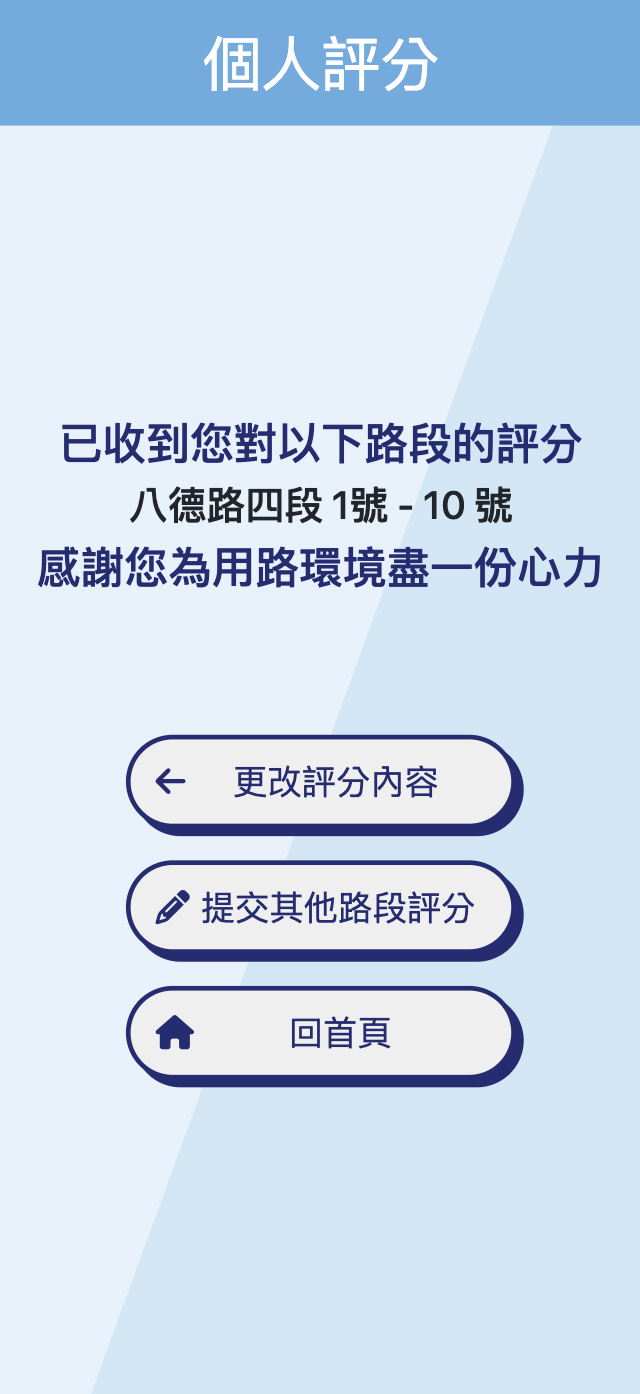 個人評分
已收到您對以下路段的評分
八德路四段 1號 - 10 號
感謝您為用路環境盡一份心力
更改評分內容
提交其他路段評分
回首頁